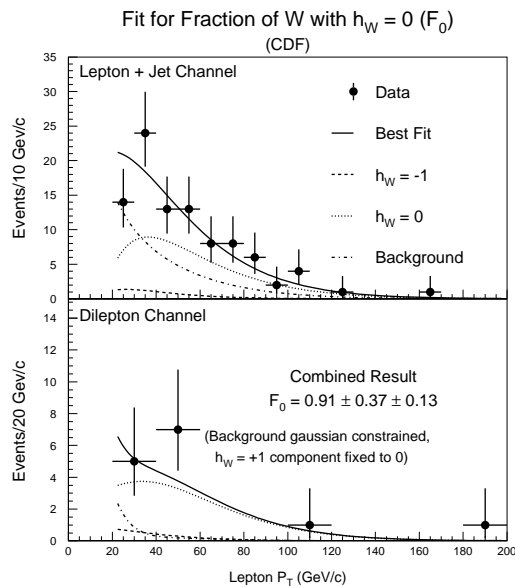 Fit for Fraction of W with h_W = 0 (F_0)
(CDF)
Lepton + Jet Channel
Data
Best Fit
h_W = -1
h_W = 0
Background
Events/10 Gev/c
35
30
25
20
15
10
5
0
Dilepton Channel
Combined Result
F_0 = 0.91 ± 0.37 ± 0.13
(Background gaussian constrained,
h_W = +1 component fixed to 0)
Events/20 Gev/c
14
12
10
8
6
4
2
0
0 20 40 60 80 100 120 140 160 180 200
Lepton P_T (GeV/c)